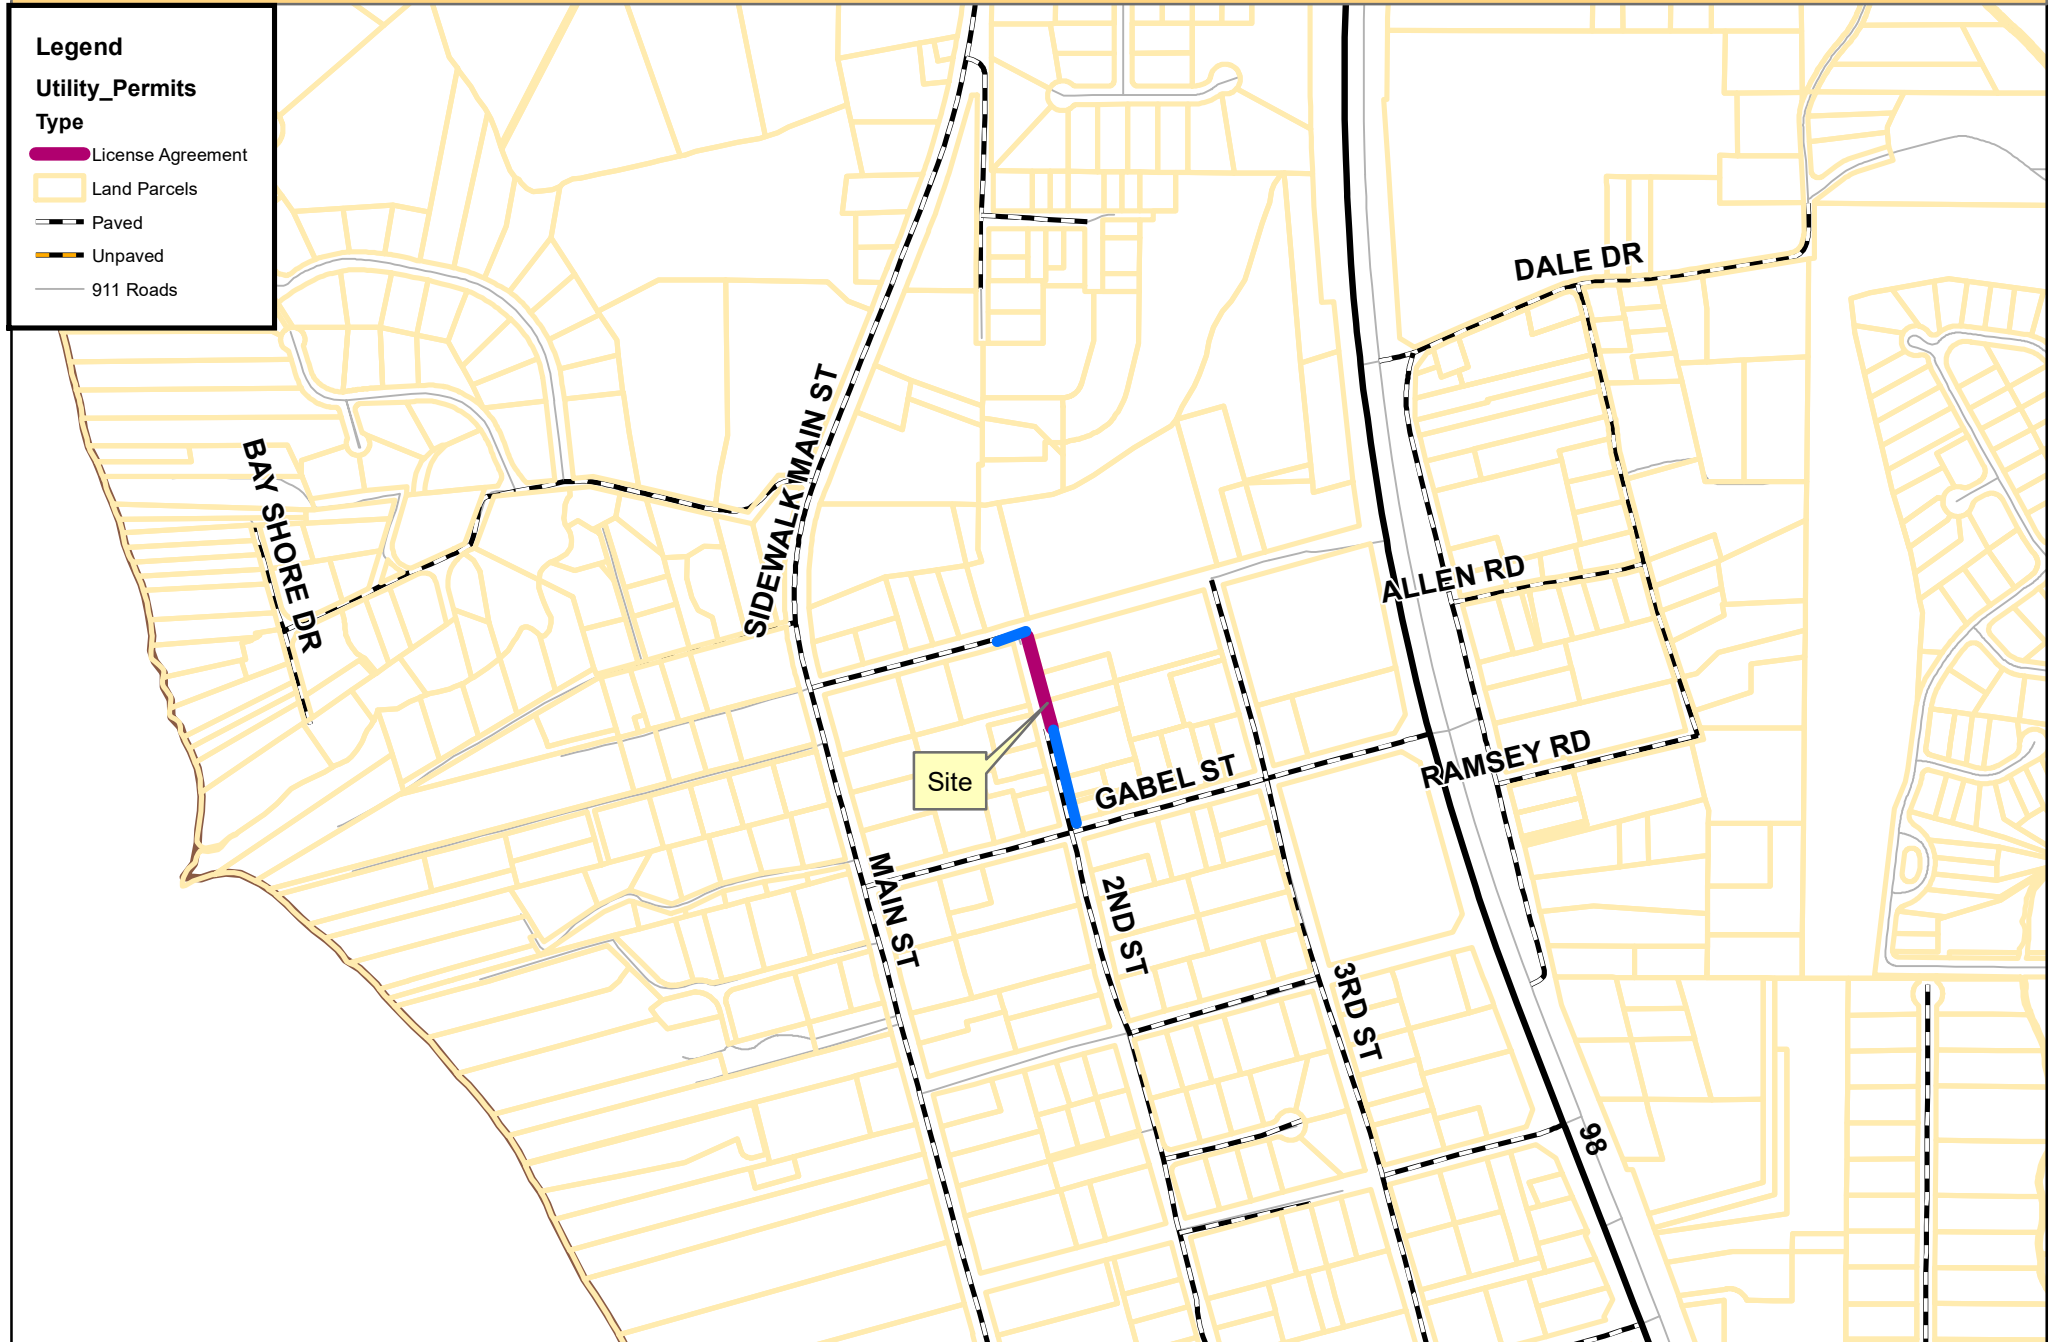 Legend
Utility_Permits
Type
License Agreement
Land Parcels
Paved
Unpaved
911 Roads
DALE DR
SIDEWALK MAIN ST
BAY SHORE DR
ALLEN RD
RAMSEY RD
GABEL ST
Site
MAIN ST
2ND ST
3RD ST
98